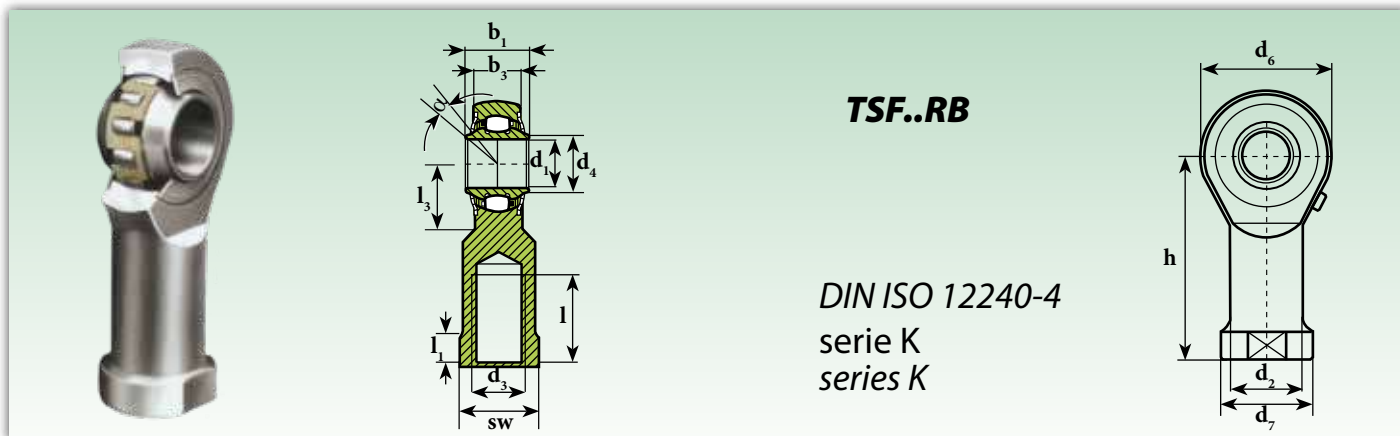 b₁
b₃
α
d₁
d₄
l₃
l
l₁
d₃
sw
TSF..RB
DIN ISO 12240-4
serie K
series K
d₆
h
d₂
d₇